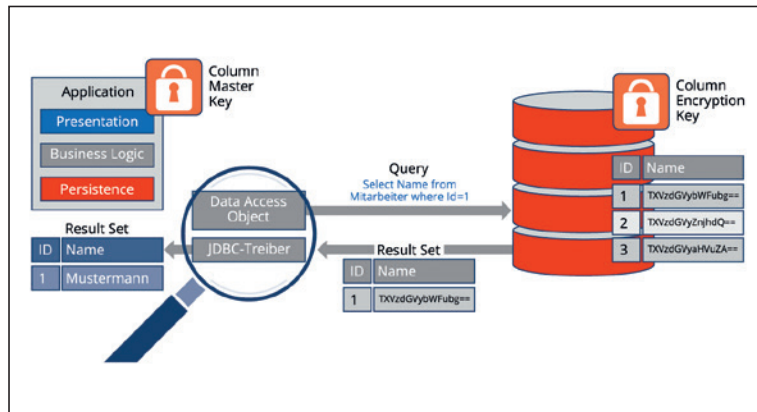 Application
Presentation
Business Logic
Persistence
Column
Master
Key
Result Set
ID Name
1 Mustermann
Data Access
Object
JDBC-Treiber
Query
Select Name from
Mitarbeiter where Id=1
Result Set
ID Name
1 TXVzdGVybWFubg==
Column
Encryption
Key
ID Name
1 TXVzdGVybWFubg==
2 TXVzdGVyZnJhdQ==
3 TXVzdGVyaHVuZA==